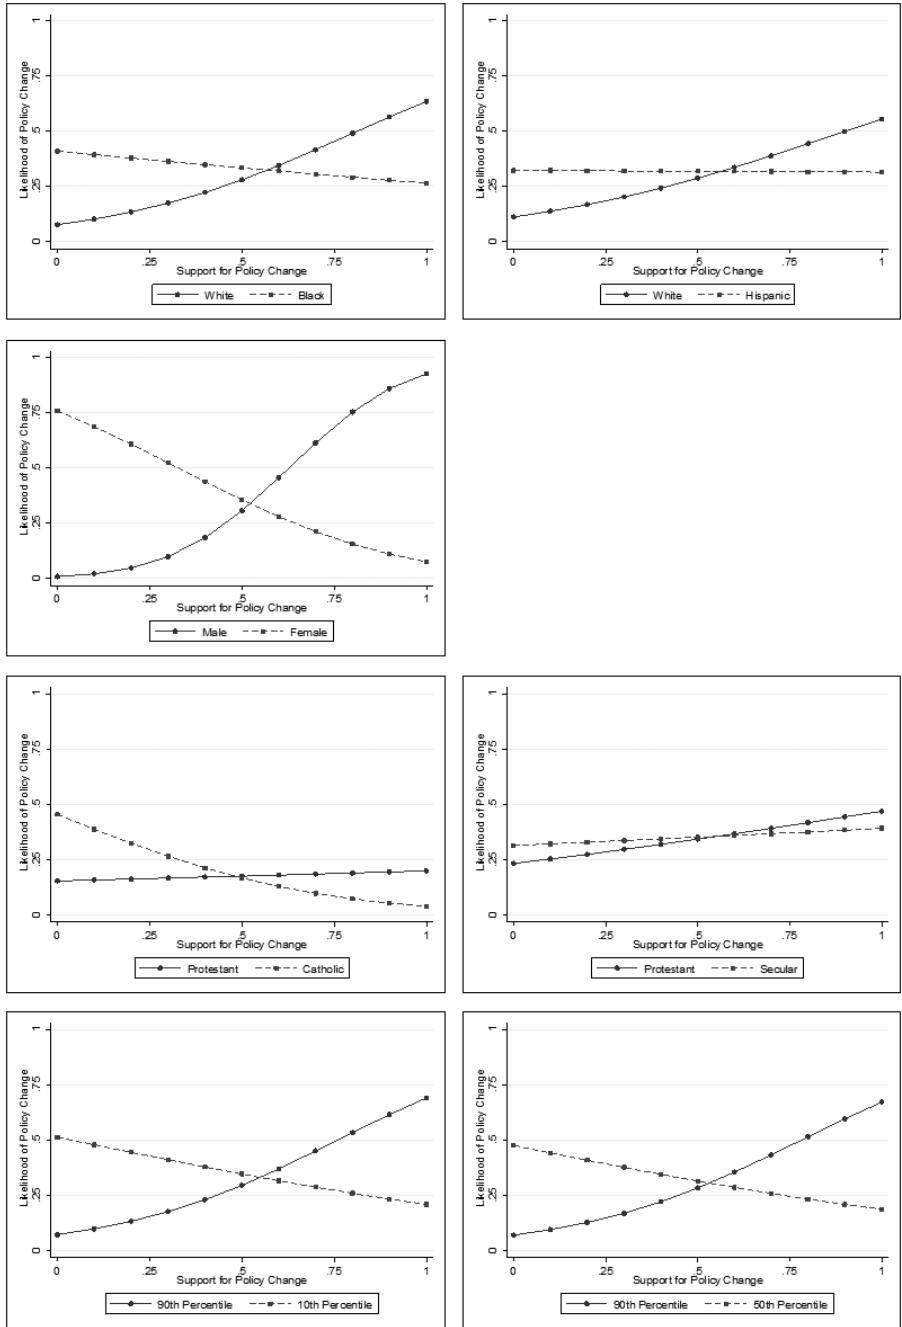 Likelihood of Policy Change
1
.75
.5
.25
0
0 .25 .5 .75 1
Support for Policy Change
White Black
Likelihood of Policy Change
1
.75
.5
.25
0
0 .25 .5 .75 1
Support for Policy Change
White Hispanic
Likelihood of Policy Change
1
.75
.5
.25
0
0 .25 .5 .75 1
Support for Policy Change
Male Female
Likelihood of Policy Change
1
.75
.5
.25
0
0 .25 .5 .75 1
Support for Policy Change
Protestant Catholic
Likelihood of Policy Change
1
.75
.5
.25
0
0 .25 .5 .75 1
Support for Policy Change
Protestant Secular
Likelihood of Policy Change
1
.75
.5
.25
0
0 .25 .5 .75 1
Support for Policy Change
90th Percentile 10th Percentile
Likelihood of Policy Change
1
.75
.5
.25
0
0 .25 .5 .75 1
Support for Policy Change
90th Percentile 50th Percentile